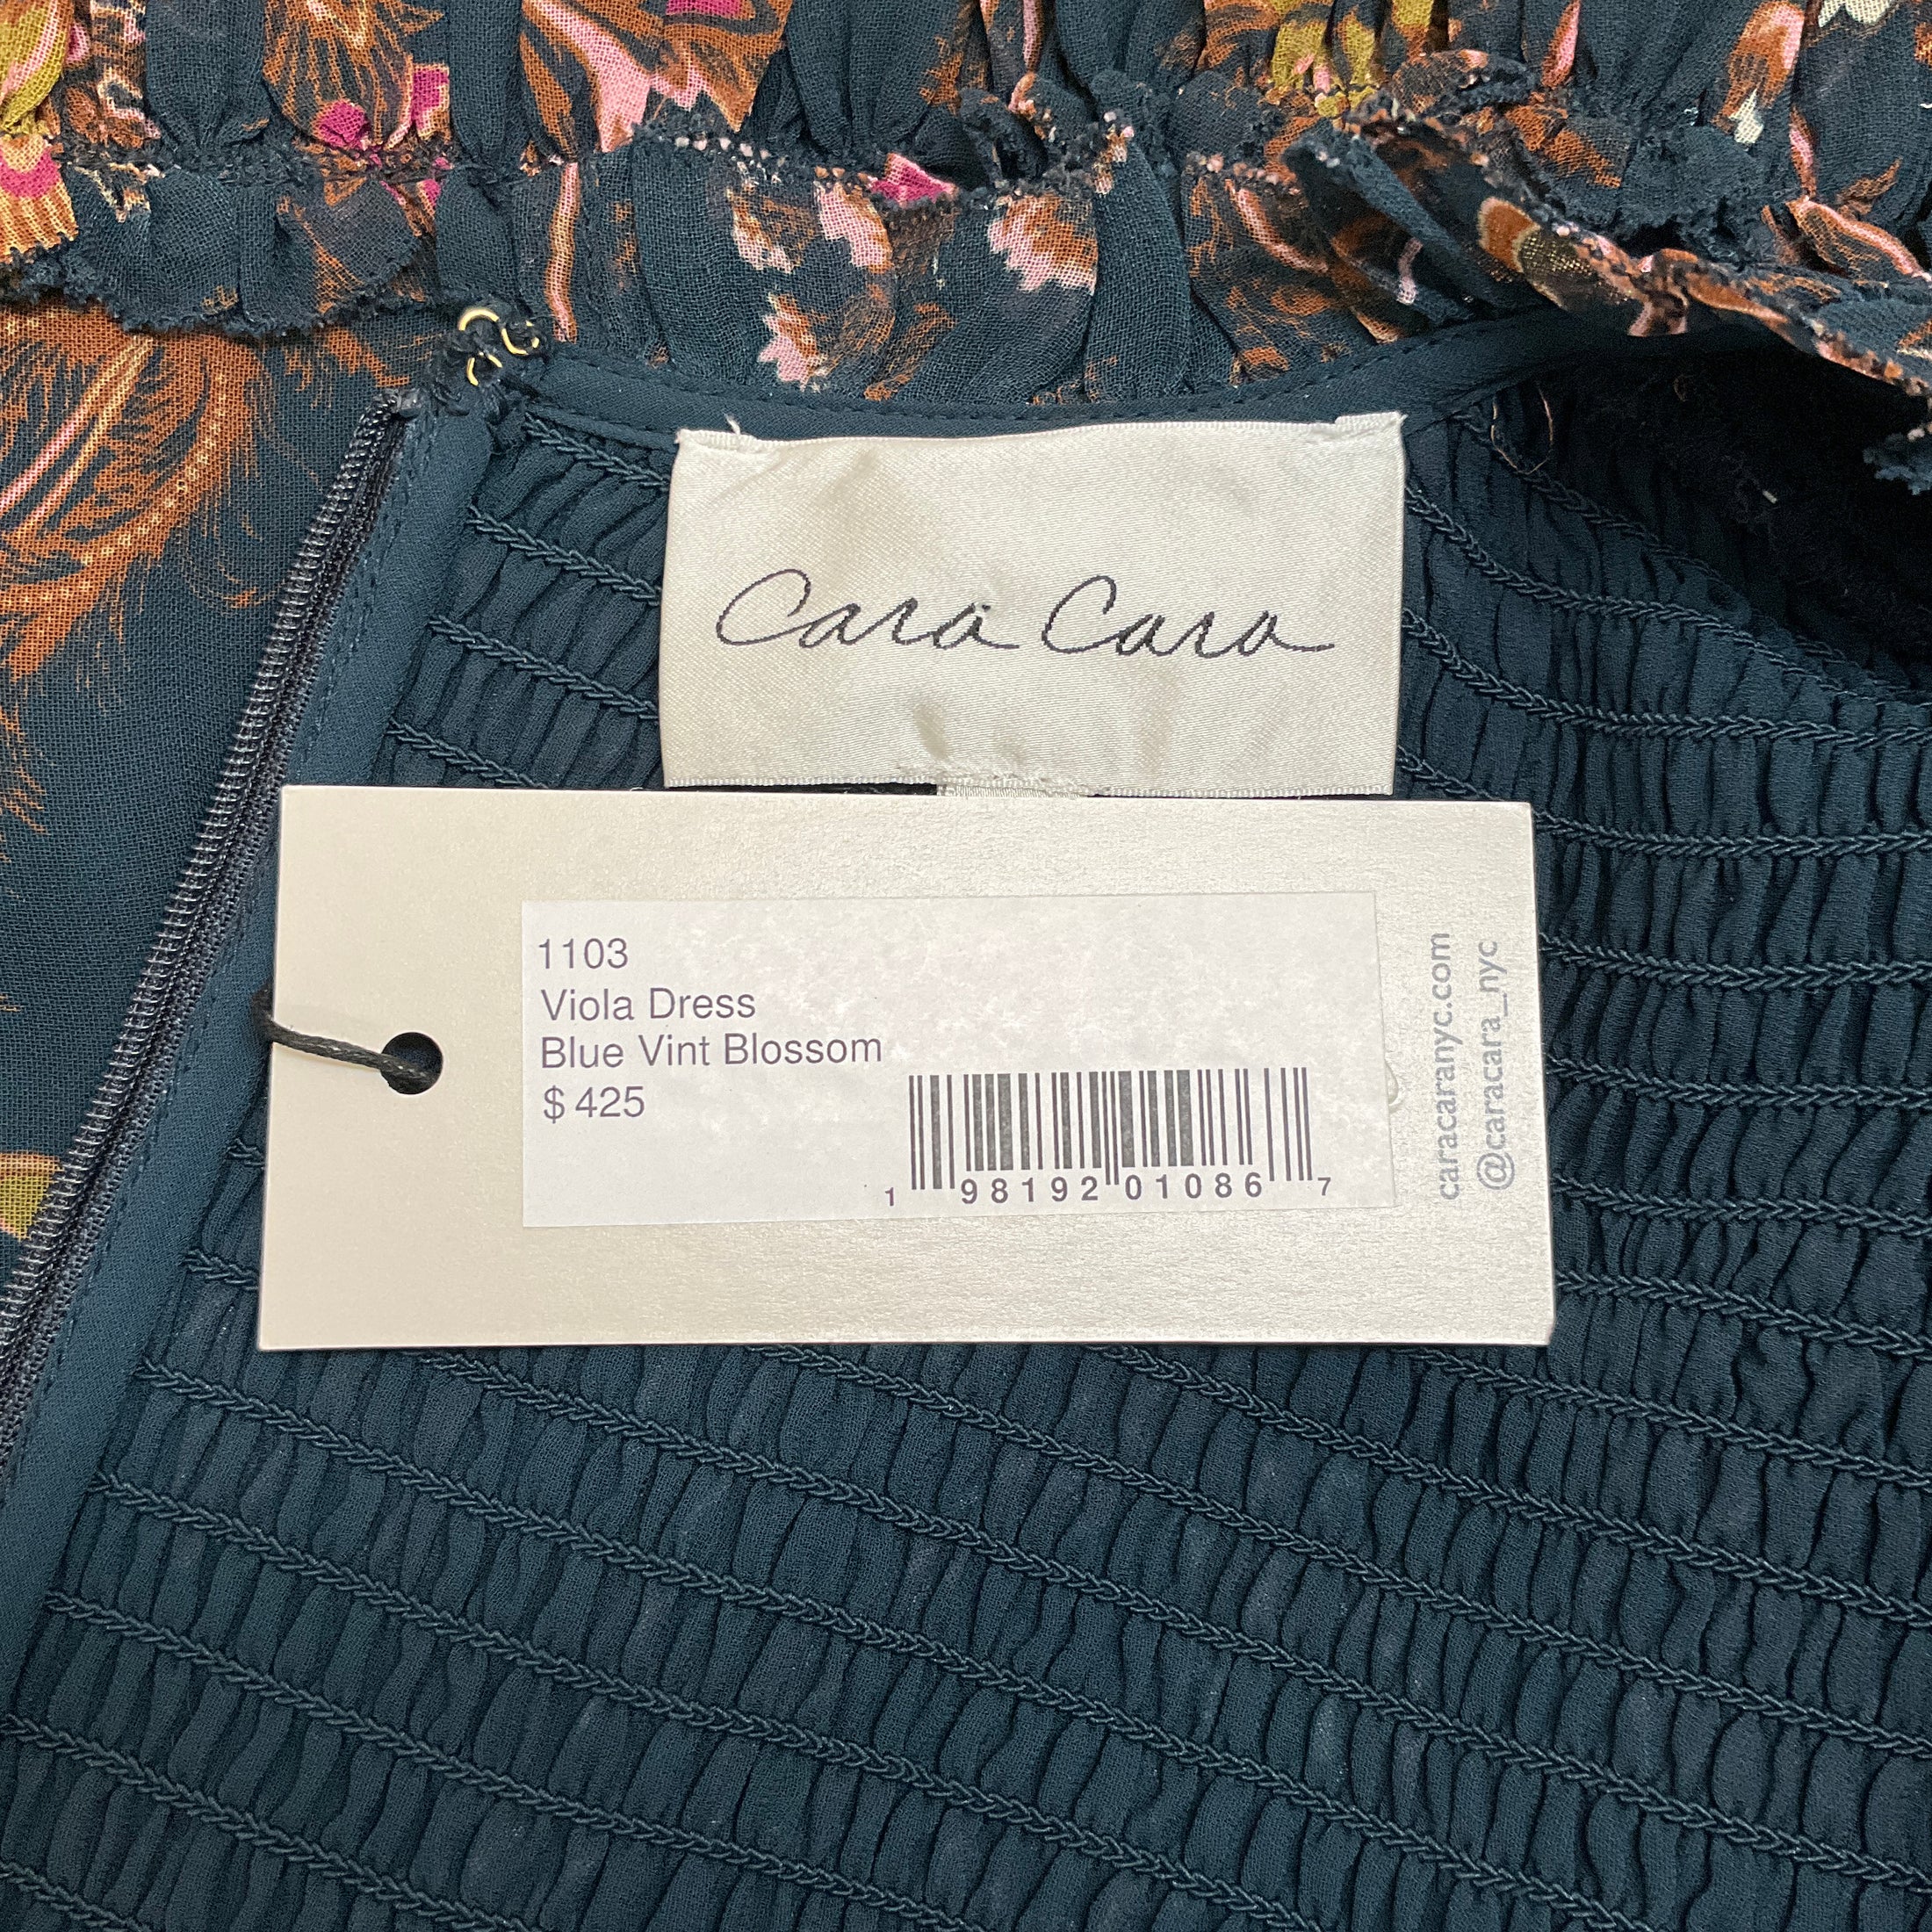 Cara Cara
1103
Viola Dress
Blue Vint Blossom
$ 425
1 98192 01086 7
caracaranyc.com
@caracara_nyc